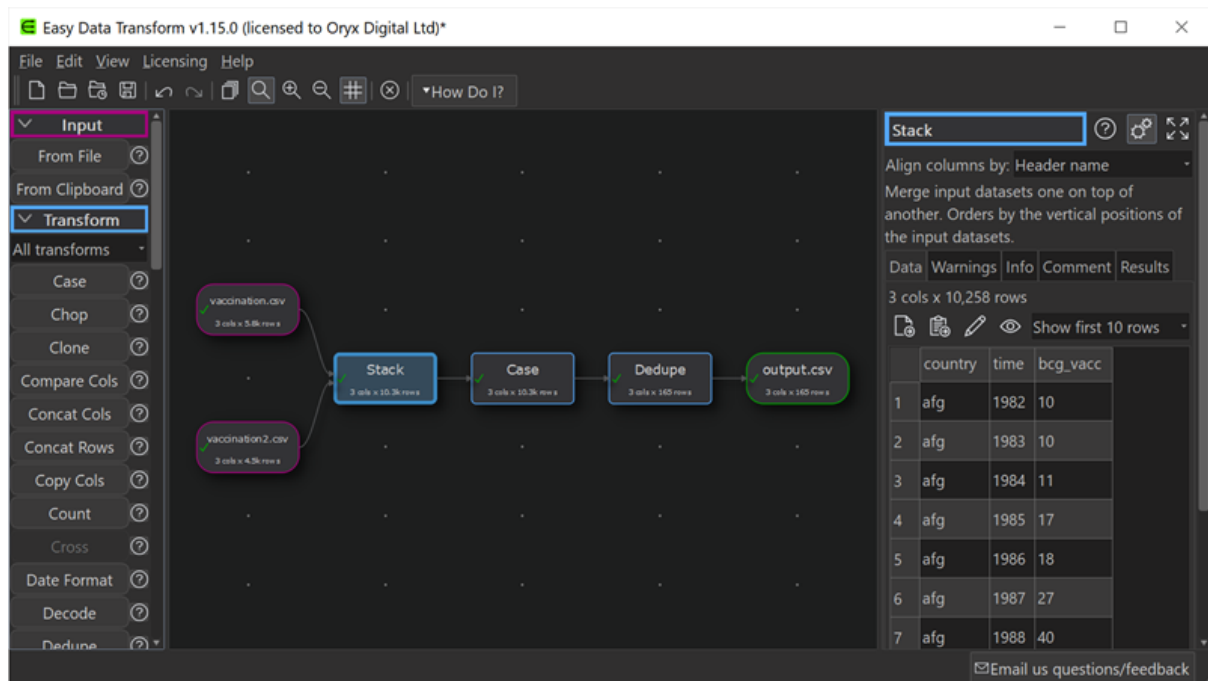 Easy Data Transform v1.15.0 (licensed to Oryx Digital Ltd)*
File Edit View Licensing Help
How Do I?
Input
From File
From Clipboard
Transform
All transforms
Case
Chop
Clone
Compare Cols
Concat Cols
Concat Rows
Copy Cols
Count
Cross
Date Format
Decode
Dedupe
vaccination.csv
3 cols x 5.8k rows
vaccination2.csv
3 cols x 4.5k rows
Stack
3 cols x 10.3k rows
Case
3 cols x 10.3k rows
Dedupe
3 cols x 165 rows
output.csv
3 cols x 165 rows
Stack
Align columns by: Header name
Merge input datasets one on top of
another. Orders by the vertical positions of
the input datasets.
Data Warnings Info Comment Results
3 cols x 10,258 rows
Show first 10 rows
country time bcg_vacc
1 afg 1982 10
2 afg 1983 10
3 afg 1984 11
4 afg 1985 17
5 afg 1986 18
6 afg 1987 27
7 afg 1988 40
Email us questions/feedback